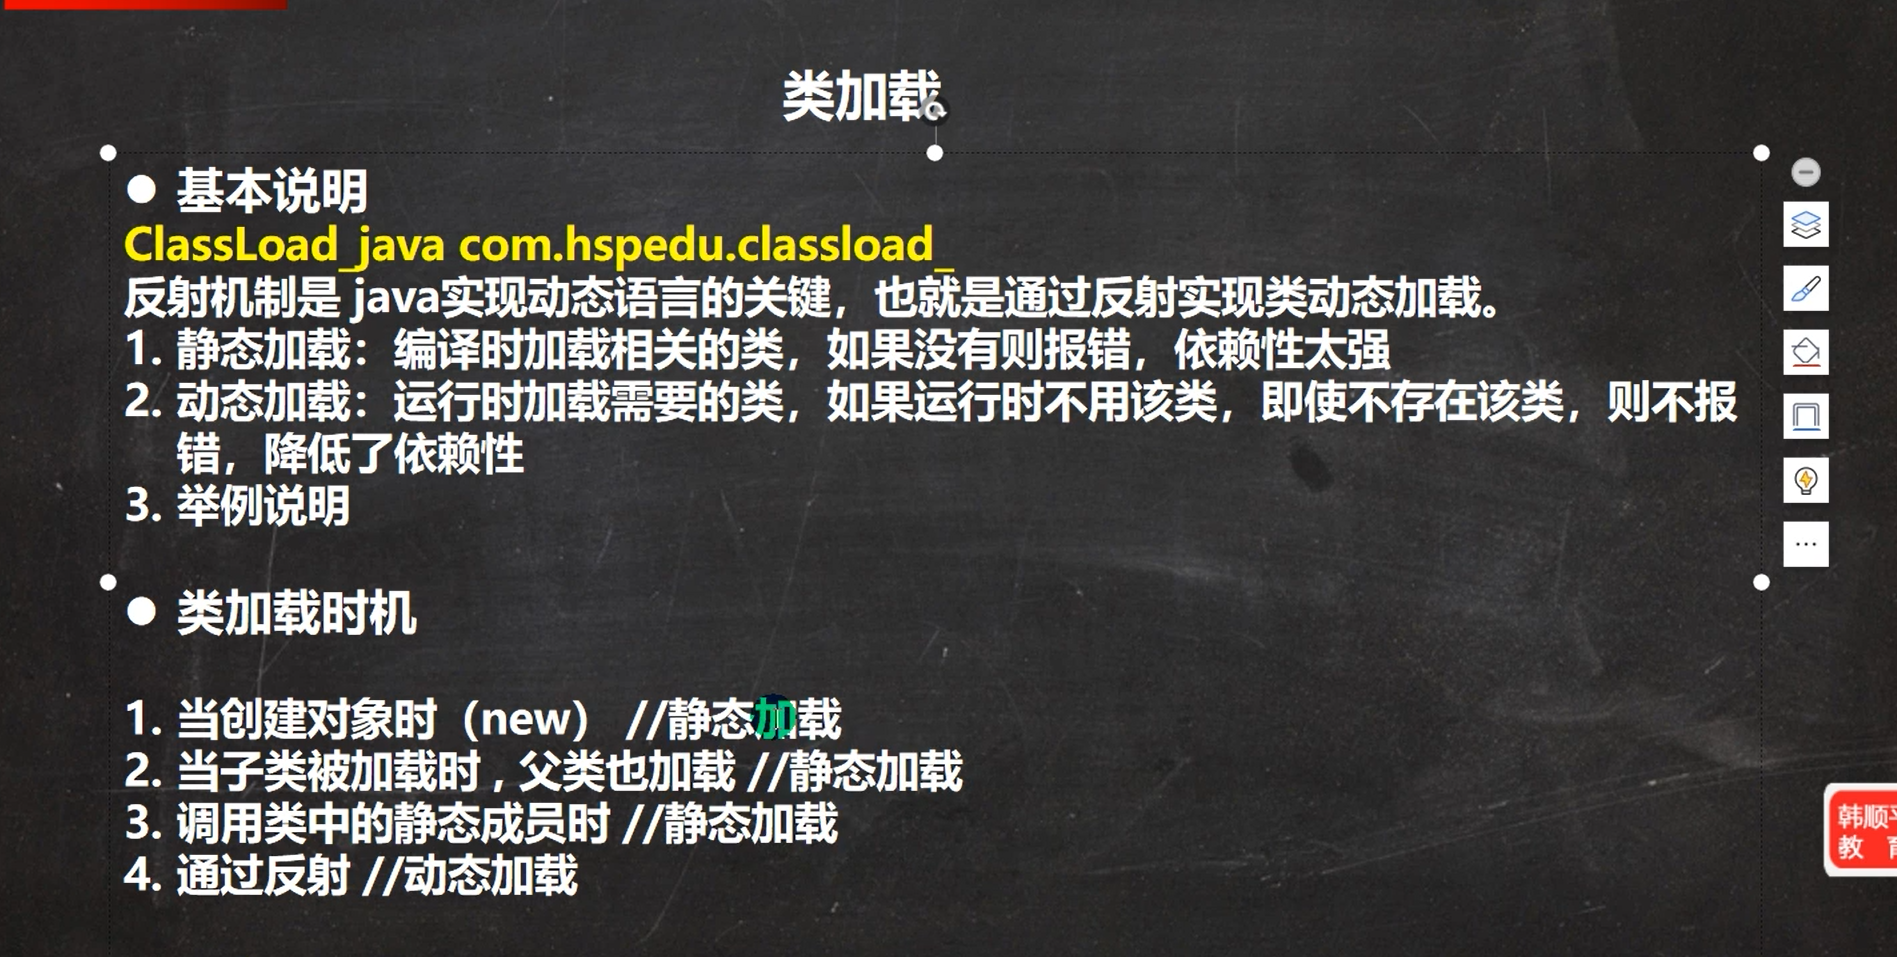 类加载
● 基本说明
ClassLoad_java com.hspedu.classload_
反射机制是 java实现动态语言的关键，也就是通过反射实现类动态加载。
1. 静态加载：编译时加载相关的类，如果没有则报错，依赖性太强
2. 动态加载：运行时加载需要的类，如果运行时不用该类，即使不存在该类，则不报
错，降低了依赖性
3. 举例说明
● 类加载时机
1. 当创建对象时（new） //静态加载
2. 当子类被加载时 , 父类也加载 //静态加载
3. 调用类中的静态成员时 //静态加载
4. 通过反射 //动态加载
韩顺
教